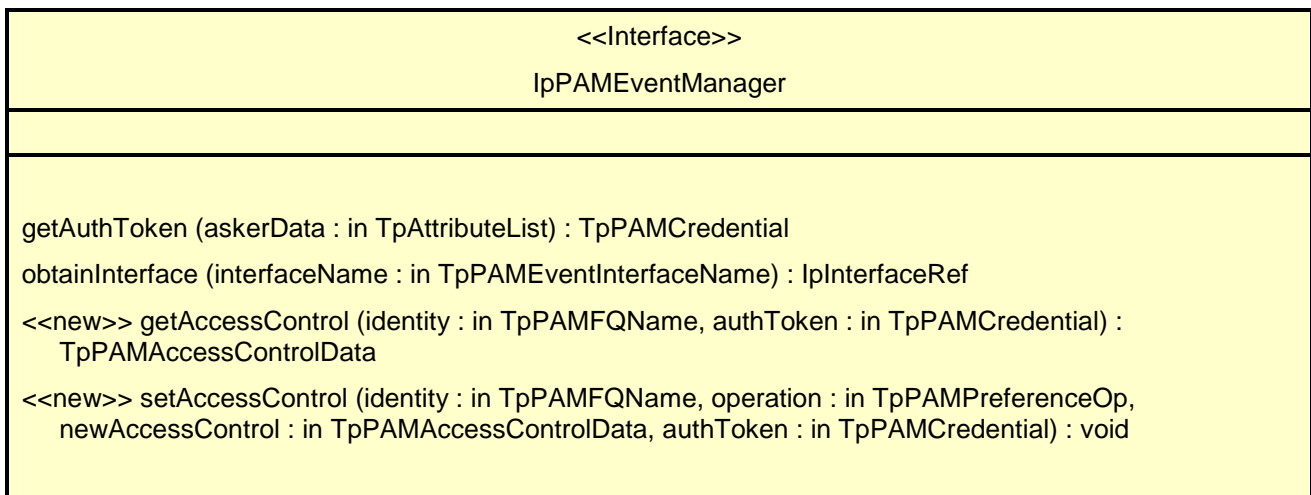 <<Interface>>
IpPAMEventManager
getAuthToken (askerData : in TpAttributeList) : TpPAMCredential
obtainInterface (interfaceName : in TpPAMEventInterfaceName) : IpInterfaceRef
<<new>> getAccessControl (identity : in TpPAMFQName, authToken : in TpPAMCredential) :
TpPAMAccessControlData
<<new>> setAccessControl (identity : in TpPAMFQName, operation : in TpPAMPreferenceOp,
newAccessControl : in TpPAMAccessControlData, authToken : in TpPAMCredential) : void